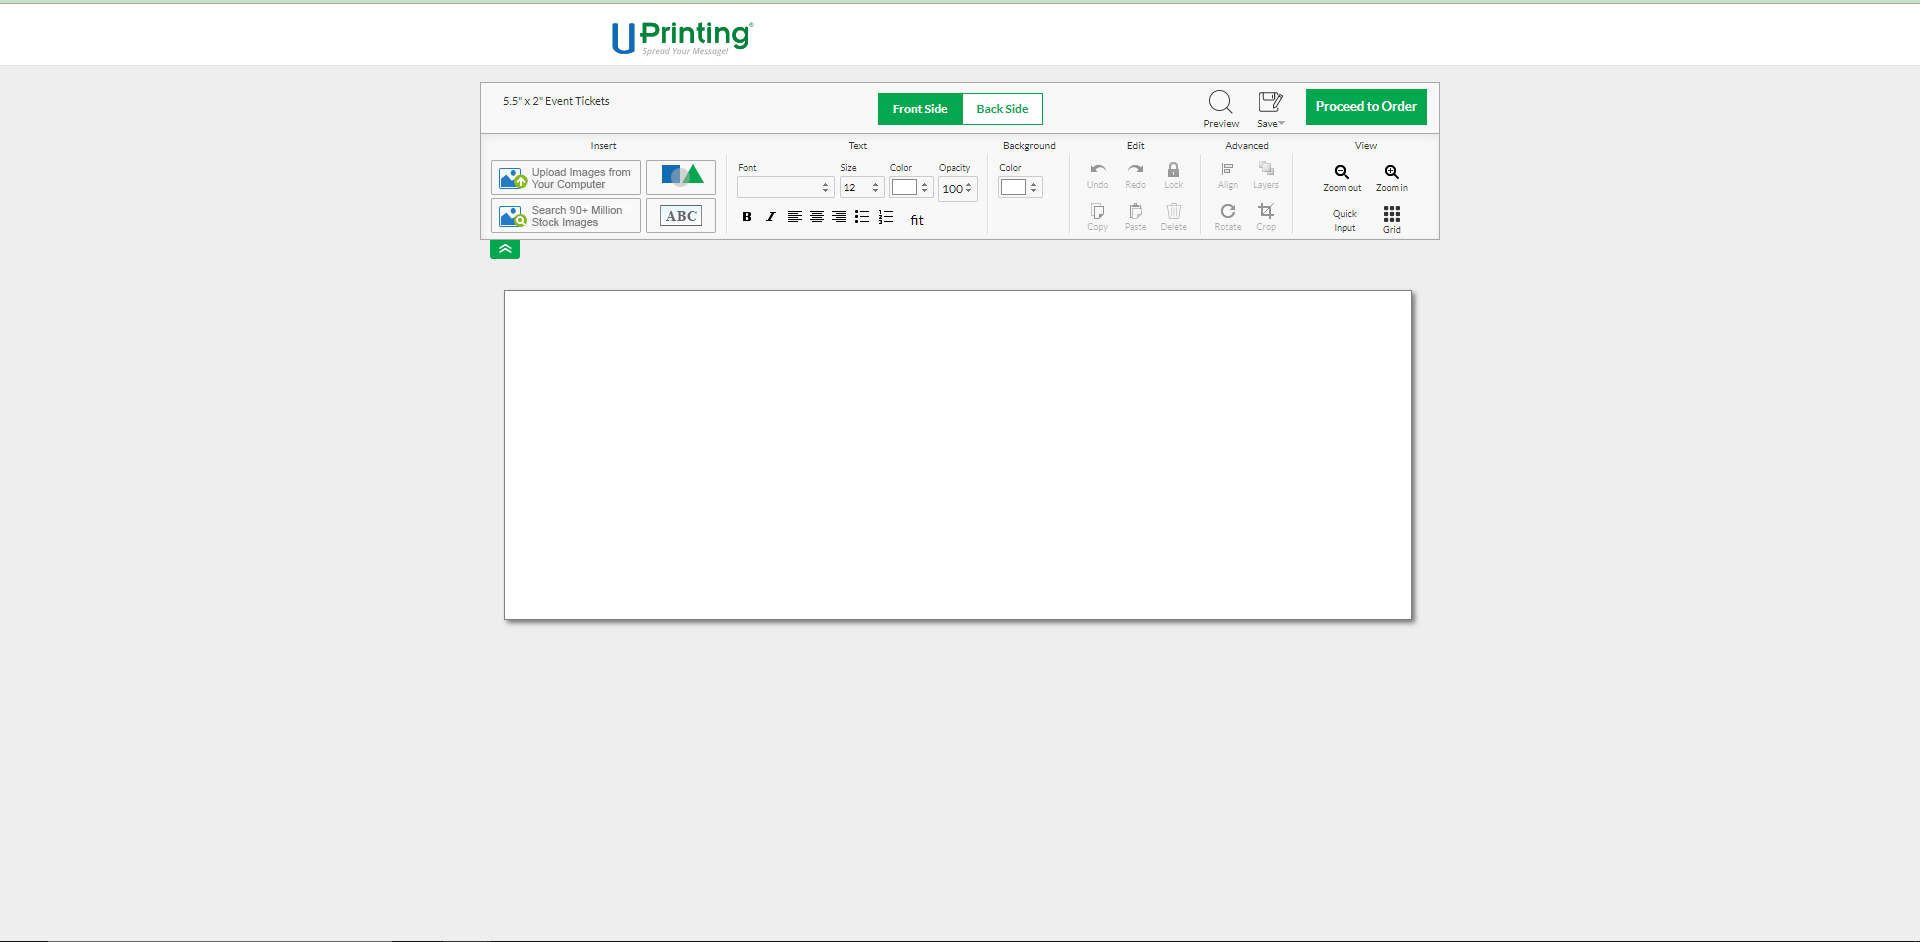 UPrinting®
Spread Your Message!
5.5" x 2" Event Tickets
Front Side
Back Side
Preview
Save
Proceed to Order
Insert
Text
Background
Edit
Advanced
View
Upload Images from
Your Computer
Search 90+ Million
Stock Images
ABC
Font
Size
Color
Opacity
12
100
B
I
fit
Color
Undo
Redo
Lock
Copy
Paste
Delete
Align
Layers
Rotate
Crop
Zoom out
Zoom in
Quick
Input
Grid